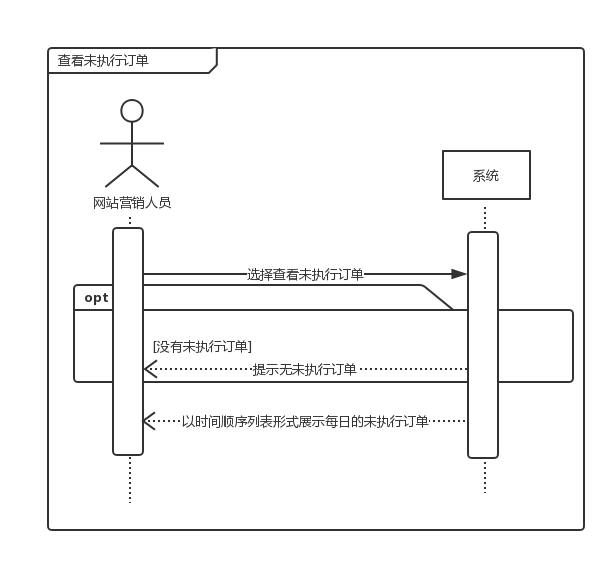 查看未执行订单
系统
网站营销人员
选择查看未执行订单
opt
[没有未执行订单]
提示无未执行订单
以时间顺序列表形式展示每日的未执行订单